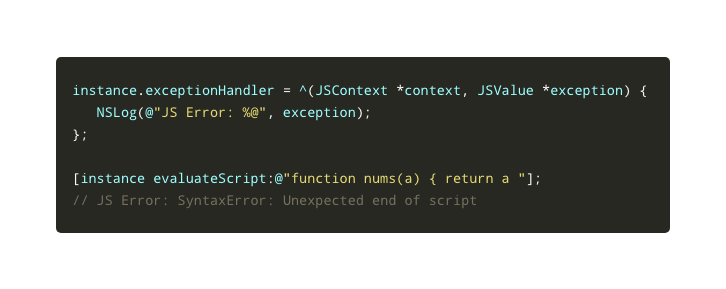 instance.exceptionHandler = ^(JSContext *context, JSValue *exception) {
NSLog(@"JS Error: %@", exception);
};
[instance evaluateScript:@"function nums(a) { return a "];
// JS Error: SyntaxError: Unexpected end of script